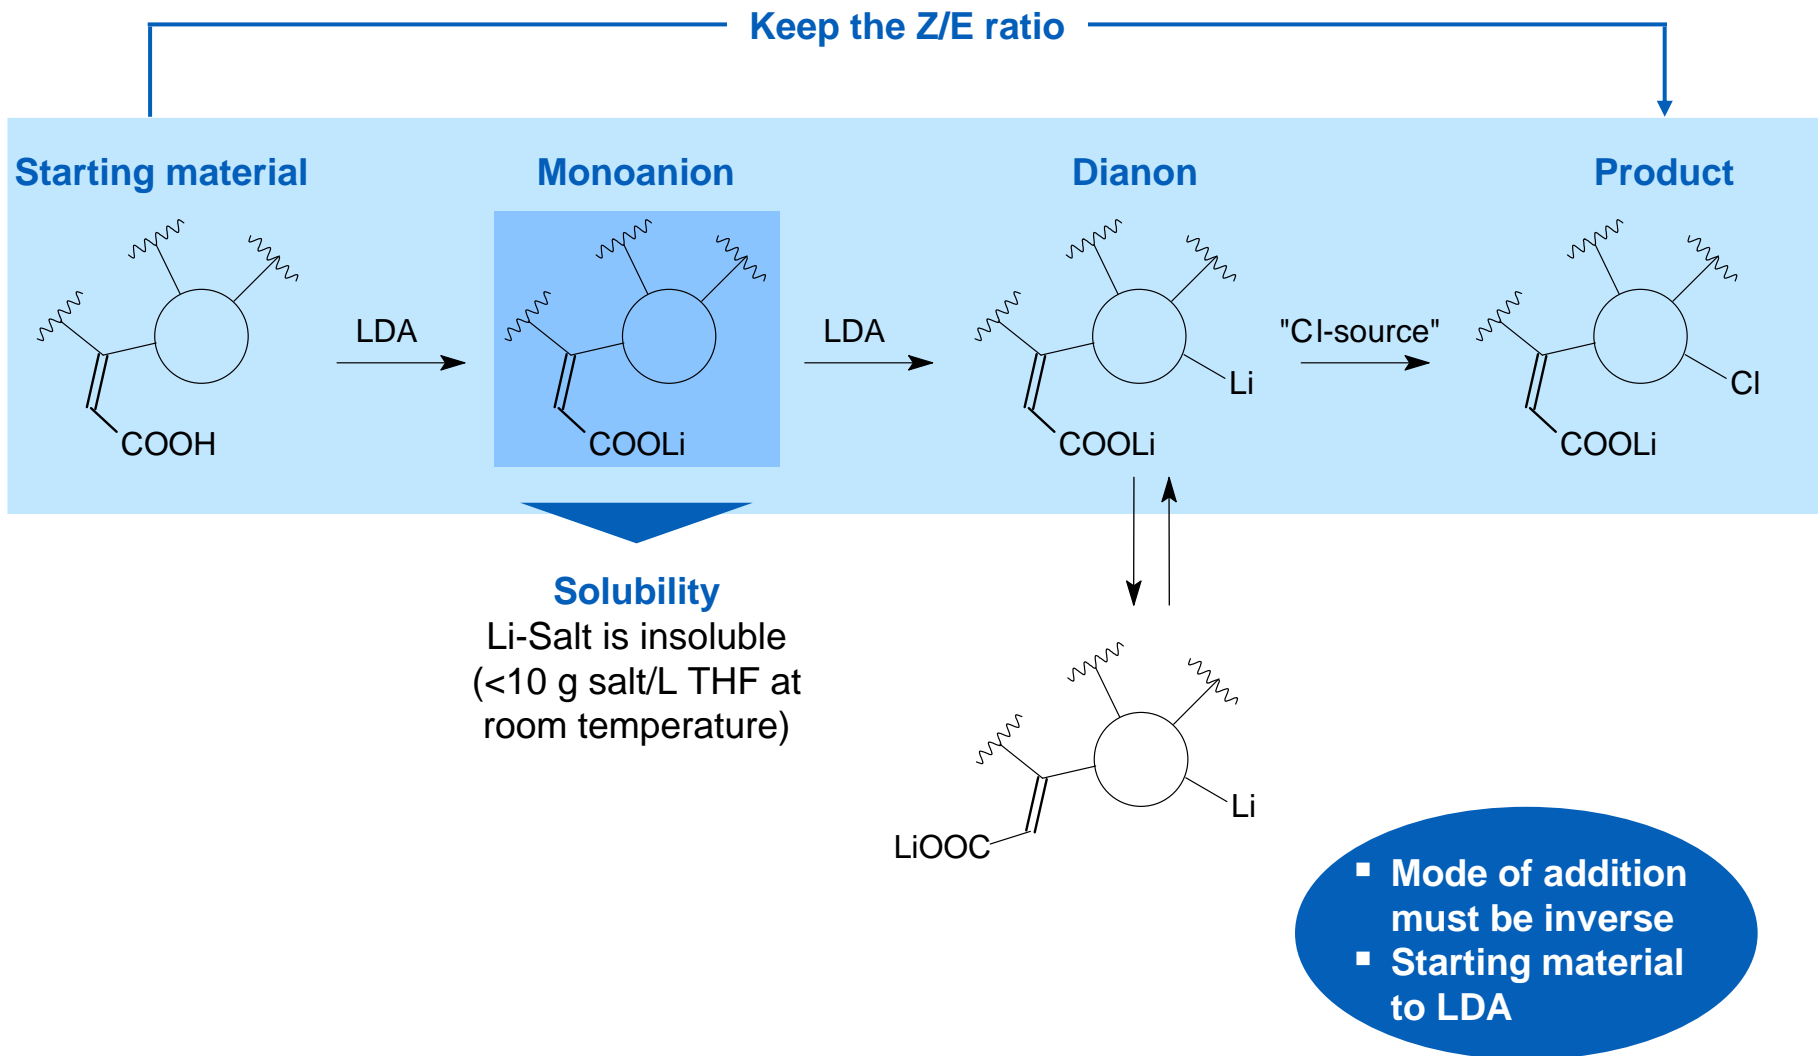 Keep the Z/E ratio
Starting material
Monoanion
Dianon
Product
LDA
LDA
"Cl-source"
Li
Cl
COOH
COOLi
COOLi
COOLi
Solubility
Li-Salt is insoluble
(<10 g salt/L THF at
room temperature)
Li
LiOOC
▪ Mode of addition
must be inverse
▪ Starting material
to LDA